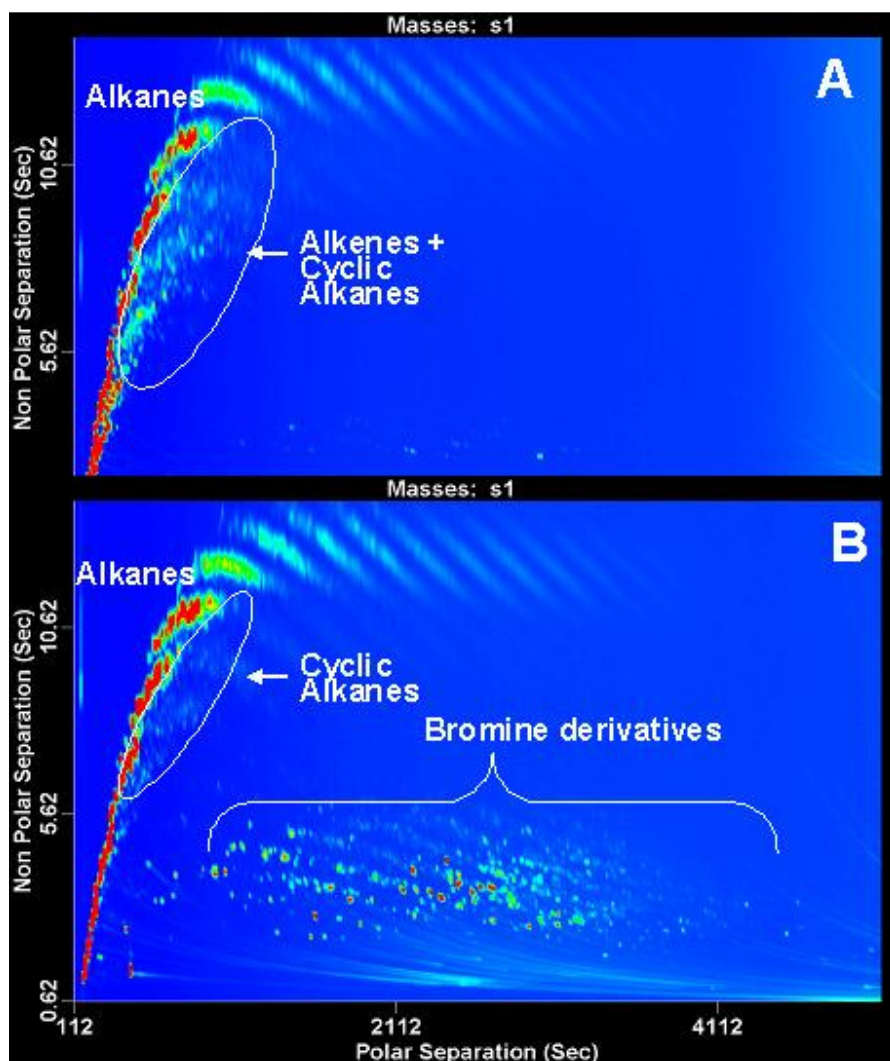 Masses: s1
A
Alkanes
10.62
Alkenes +
Cyclic
Alkanes
5.62
Non Polar Separation (Sec)
Masses: s1
B
Alkanes
10.62
Cyclic
Alkanes
Bromine derivatives
5.62
Non Polar Separation (Sec)
0.62
112
2112
4112
Polar Separation (Sec)